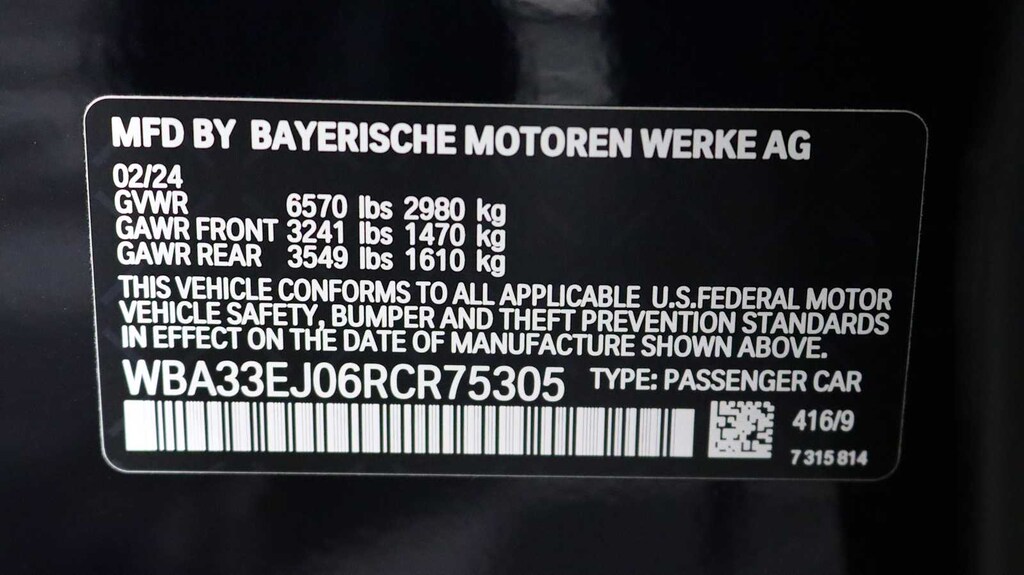 MFD BY BAYERISCHE MOTOREN WERKE AG
02/24
GVWR 6570 lbs 2980 kg
GAWR FRONT 3241 lbs 1470 kg
GAWR REAR 3549 lbs 1610 kg
THIS VEHICLE CONFORMS TO ALL APPLICABLE U.S.FEDERAL MOTOR
VEHICLE SAFETY, BUMPER AND THEFT PREVENTION STANDARDS
IN EFFECT ON THE DATE OF MANUFACTURE SHOWN ABOVE.
WBA33EJ06RCR75305 TYPE: PASSENGER CAR
416/9
7 315 814